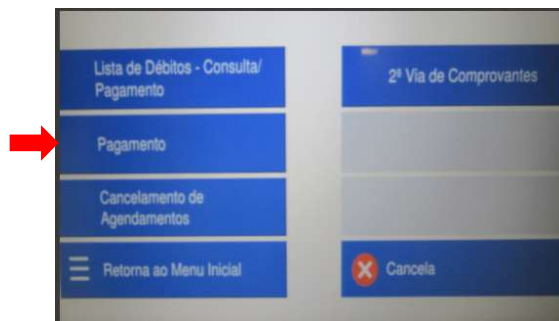 Lista de Débitos - Consulta/
Pagamento
2ª Via de Comprovantes
Pagamento
Cancelamento de
Agendamentos
Retorna ao Menu Inicial
Cancela